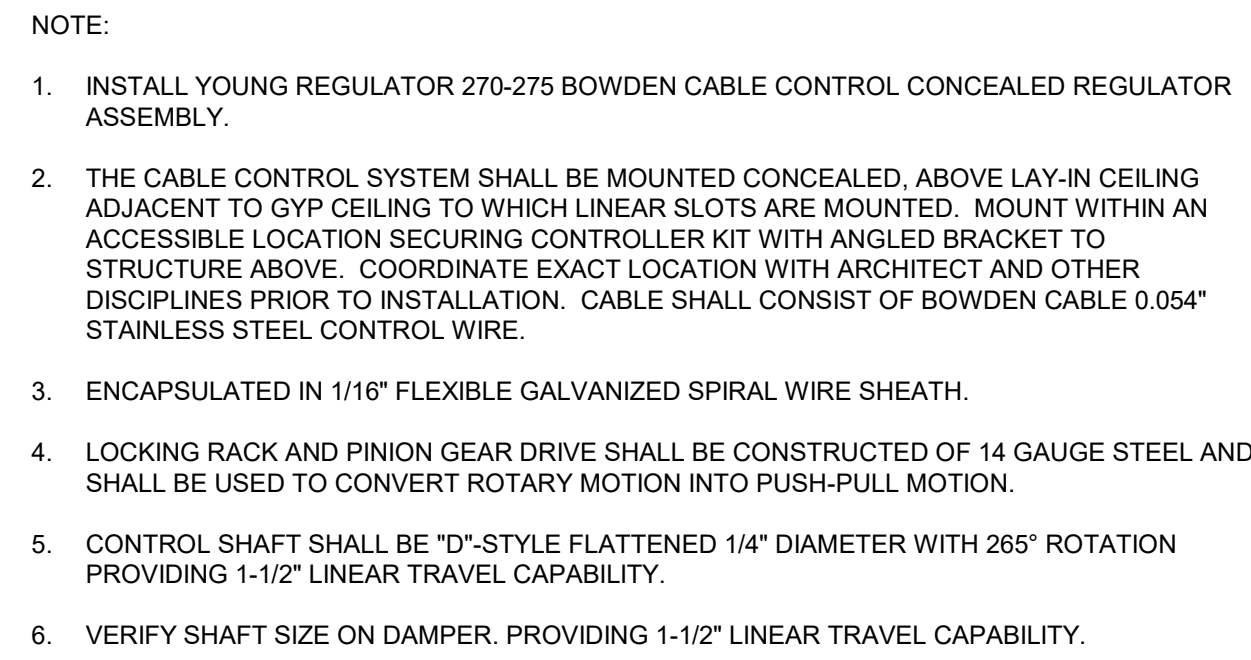 NOTE:
1. INSTALL YOUNG REGULATOR 270-275 BOWDEN CABLE CONTROL CONCEALED REGULATOR
ASSEMBLY.
2. THE CABLE CONTROL SYSTEM SHALL BE MOUNTED CONCEALED, ABOVE LAY-IN CEILING
ADJACENT TO GYP CEILING TO WHICH LINEAR SLOTS ARE MOUNTED. MOUNT WITHIN AN
ACCESSIBLE LOCATION SECURING CONTROLLER KIT WITH ANGLED BRACKET TO
STRUCTURE ABOVE. COORDINATE EXACT LOCATION WITH ARCHITECT AND OTHER
DISCIPLINES PRIOR TO INSTALLATION. CABLE SHALL CONSIST OF BOWDEN CABLE 0.054"
STAINLESS STEEL CONTROL WIRE.
3. ENCAPSULATED IN 1/16" FLEXIBLE GALVANIZED SPIRAL WIRE SHEATH.
4. LOCKING RACK AND PINION GEAR DRIVE SHALL BE CONSTRUCTED OF 14 GAUGE STEEL AND
SHALL BE USED TO CONVERT ROTARY MOTION INTO PUSH-PULL MOTION.
5. CONTROL SHAFT SHALL BE "D"-STYLE FLATTENED 1/4" DIAMETER WITH 265° ROTATION
PROVIDING 1-1/2" LINEAR TRAVEL CAPABILITY.
6. VERIFY SHAFT SIZE ON DAMPER. PROVIDING 1-1/2" LINEAR TRAVEL CAPABILITY.